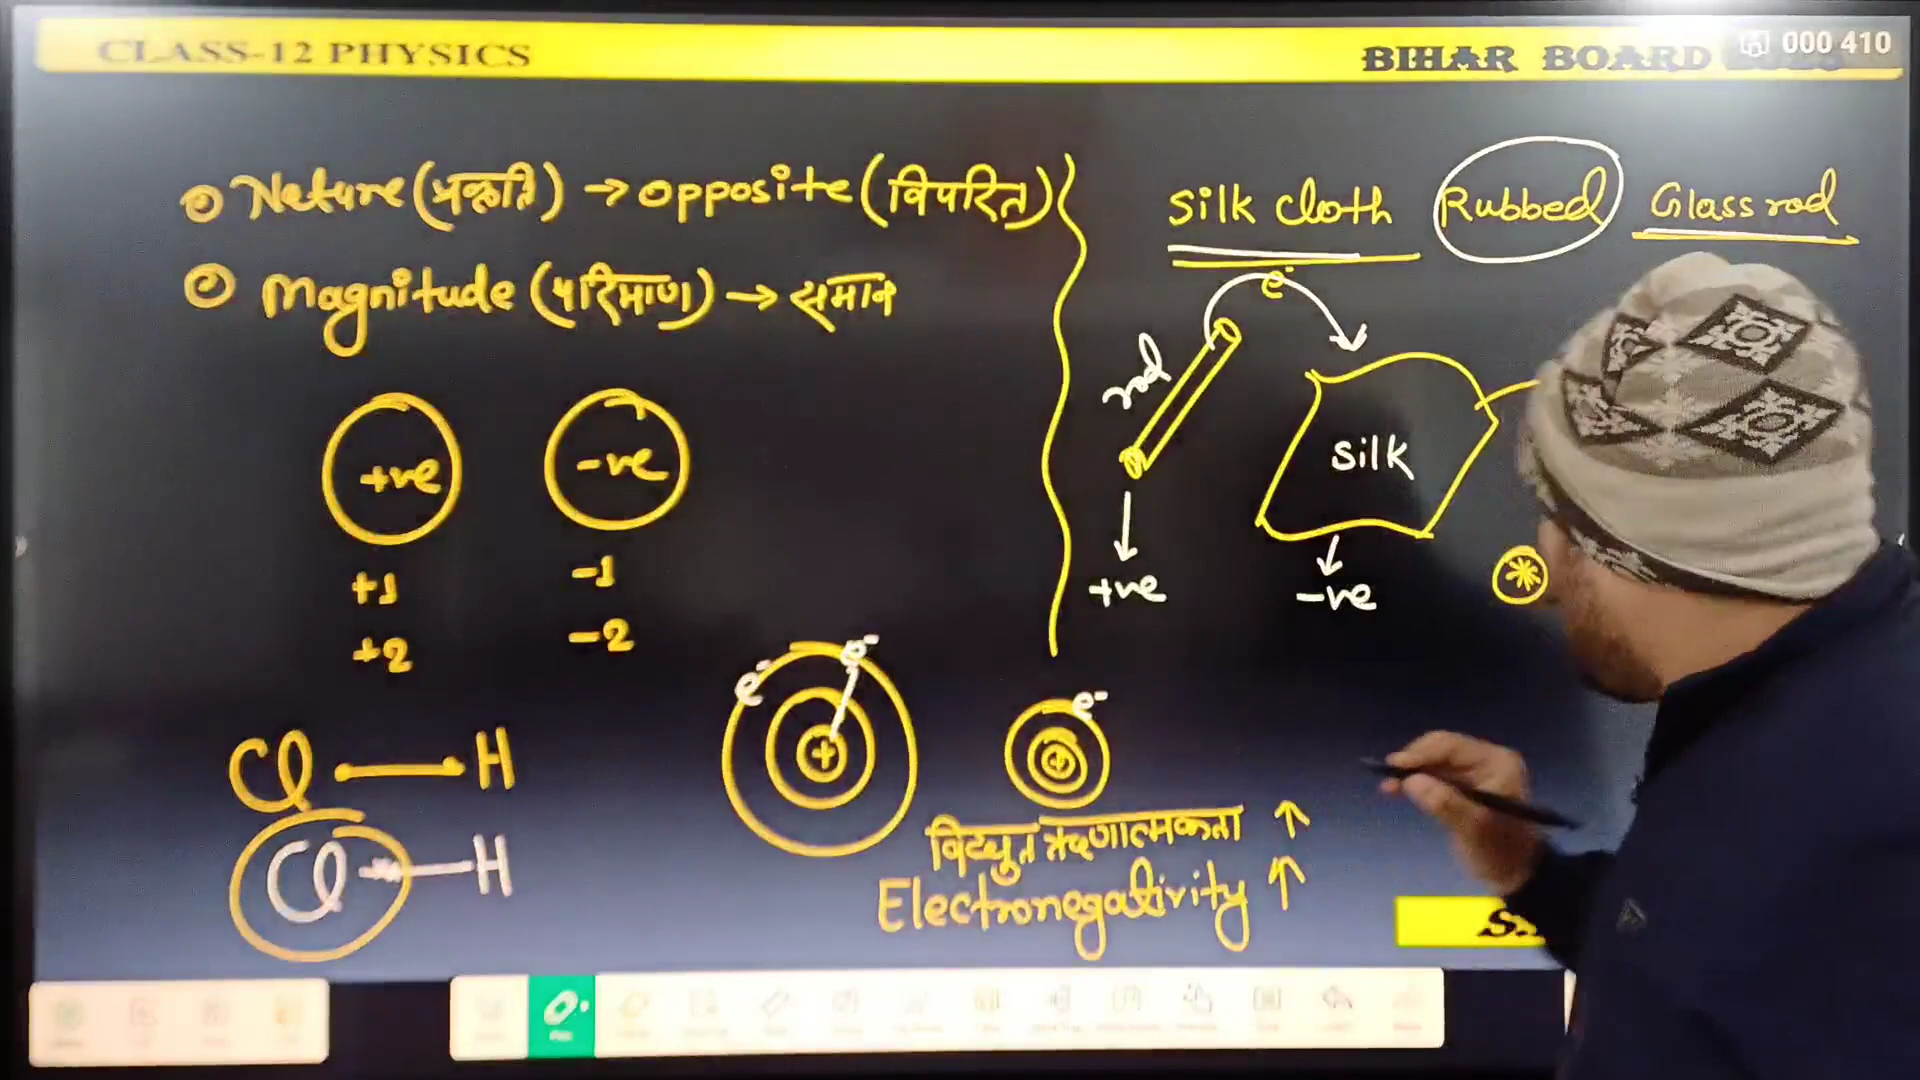 CLASS-12 PHYSICS
BIHAR BOARD
000 410
Neture (प्रकृति) → opposite (विपरित)
Magnitude (परिमाण) → समान
+ve -ve
+1 -1
+2 -2
Cl H
Cl H
Silk cloth Rubbed Glass rod
e-
rod
Silk
+ve -ve
e- e-
+
e-
+
विद्युत ऋणात्मकता ↑
Electronegativity ↑